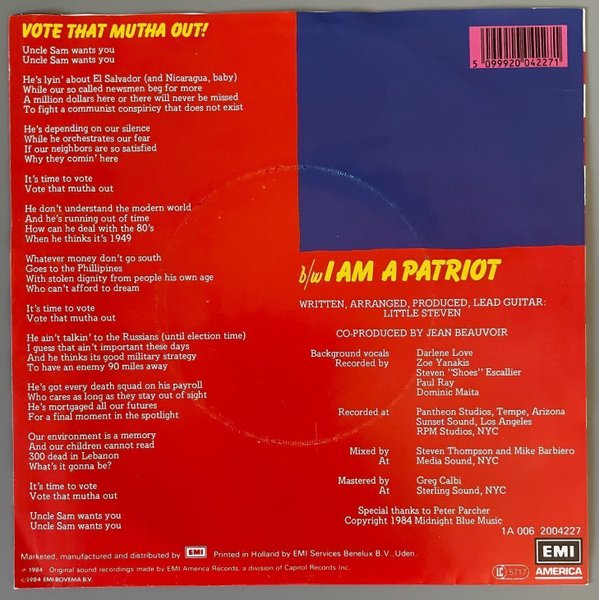 VOTE THAT MUTHA OUT!
Uncle Sam wants you
Uncle Sam wants you
He's lyin' about El Salvador (and Nicaragua, baby)
While our so called newsmen beg for more
A million dollars here or there will never be missed
To fight a communist conspiricy that does not exist
He's depending on our silence
While he orchestrates our fear
If our neighbors are so satisfied
Why they comin' here
It's time to vote
Vote that mutha out
He don't understand the modern world
And he's running out of time
How can he deal with the 80's
When he thinks it's 1949
Whatever money don't go south
Goes to the Phillipines
With stolen dignity from people his own age
Who can't afford to dream
It's time to vote
Vote that mutha out
He ain't talkin' to the Russians (until election time)
I guess that ain't important these days
And he thinks its good military strategy
To have an enemy 90 miles away
He's got every death squad on his payroll
Who cares as long as they stay out of sight
He's mortgaged all our futures
For a final moment in the spotlight
Our environment is a memory
And our children cannot read
300 dead in Lebanon
What's it gonna be?
It's time to vote
Vote that mutha out
Uncle Sam wants you
Uncle Sam wants you
5 099920 042271
b/w I AM A PATRIOT
WRITTEN, ARRANGED, PRODUCED, LEAD GUITAR:
LITTLE STEVEN
CO-PRODUCED BY JEAN BEAUVOIR
Background vocals Darlene Love
Recorded by Zoe Yanakis
Steven "Shoes" Escallier
Paul Ray
Dominic Maita
Recorded at Pantheon Studios, Tempe, Arizona
Sunset Sound, Los Angeles
RPM Studios, NYC
Mixed by Steven Thompson and Mike Barbiero
At Media Sound, NYC
Mastered by Greg Calbi
At Sterling Sound, NYC
Special thanks to Peter Parcher
Copyright 1984 Midnight Blue Music
1A 006 2004227
Marketed, manufactured and distributed by EMI Printed in Holland by EMI Services Benelux B.V., Uden.
℗ 1984 Original sound recordings made by EMI America Records, a division of Capitol Records Inc.
© 1984 EMI-BOVEMA B.V.
LC 5717
EMI
AMERICA